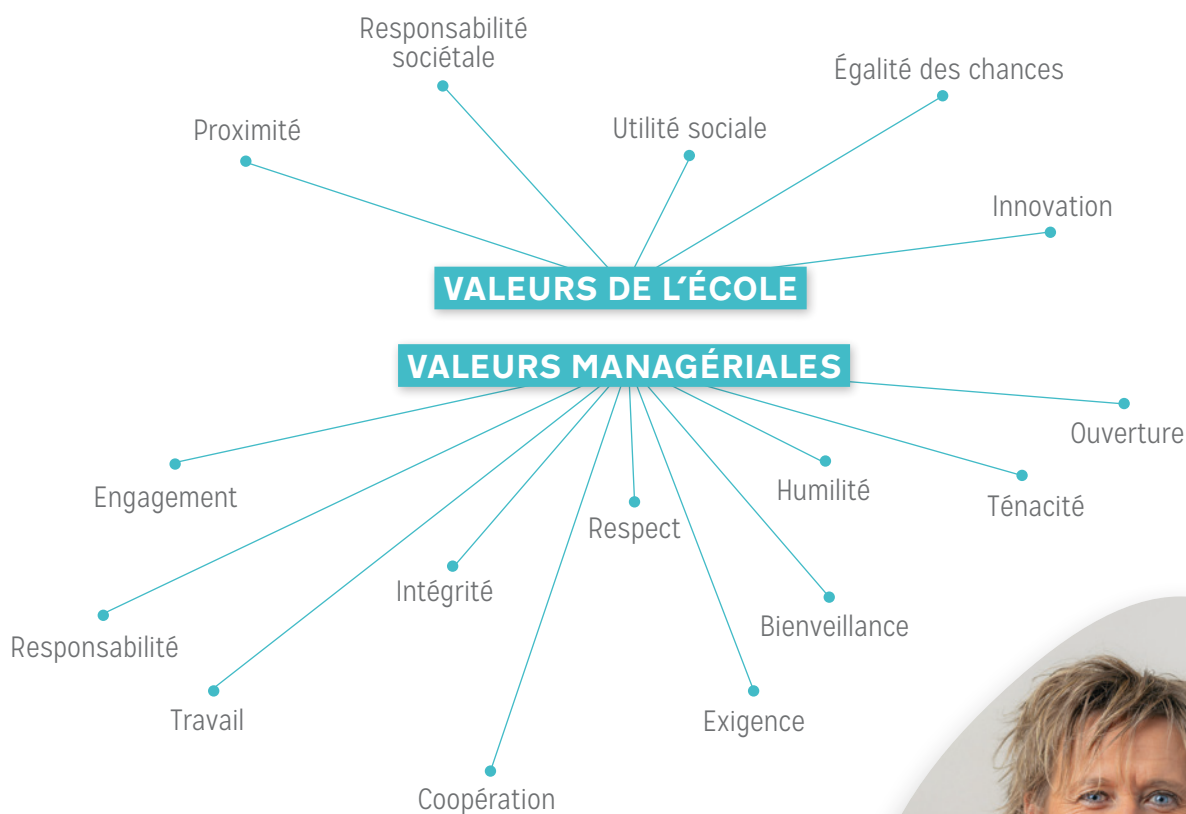 Responsabilité
sociétale
Égalité des chances
Proximité
Utilité sociale
Innovation
VALEURS DE L'ÉCOLE
VALEURS MANAGÉRIALES
Ouverture
Engagement
Humilité
Ténacité
Respect
Intégrité
Bienveillance
Responsabilité
Travail
Exigence
Coopération